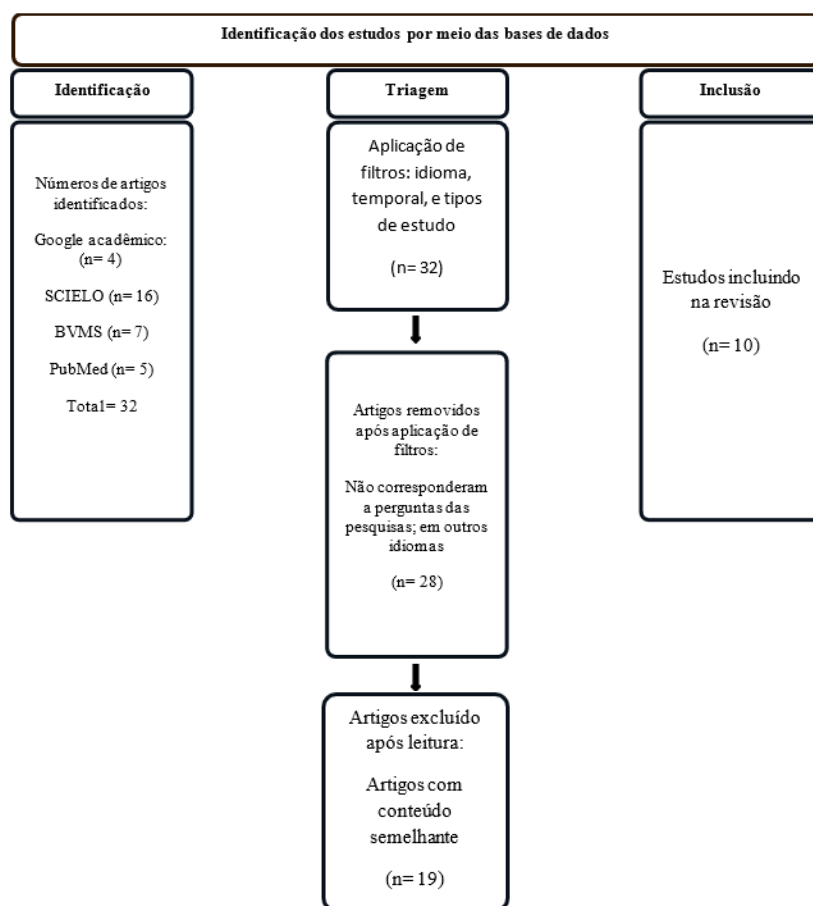 Identificação dos estudos por meio das bases de dados
Identificação
Números de artigos
identificados:
Google acadêmico:
(n= 4)
SCIELO (n= 16)
BVMS (n= 7)
PubMed (n= 5)
Total= 32
Triagem
Aplicação de
filtros: idioma,
temporal, e tipos
de estudo
(n= 32)
Artigos removidos
após aplicação de
filtros:
Não corresponderam
a perguntas das
pesquisas; em outros
idiomas
(n= 28)
Artigos excluído
após leitura:
Artigos com
conteúdo
semelhante
(n= 19)
Inclusão
Estudos incluindo
na revisão
(n= 10)